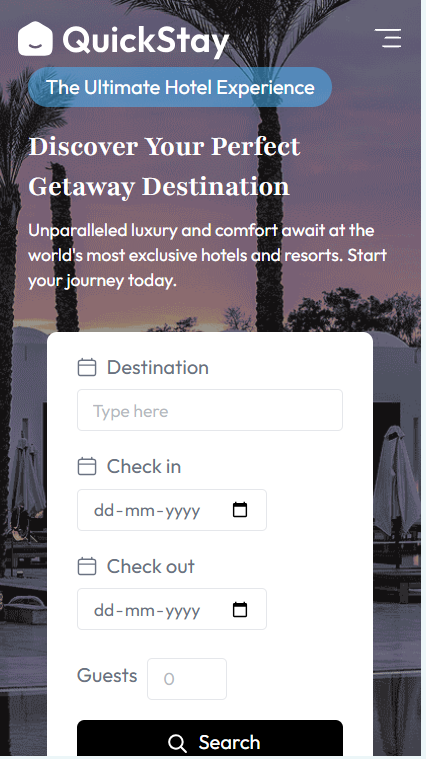 QuickStay
The Ultimate Hotel Experience
Discover Your Perfect
Getaway Destination
Unparalleled luxury and comfort await at the
world's most exclusive hotels and resorts. Start
your journey today.
Destination
Type here
Check in
dd-mm-yyyy
Check out
dd-mm-yyyy
Guests 0
Search